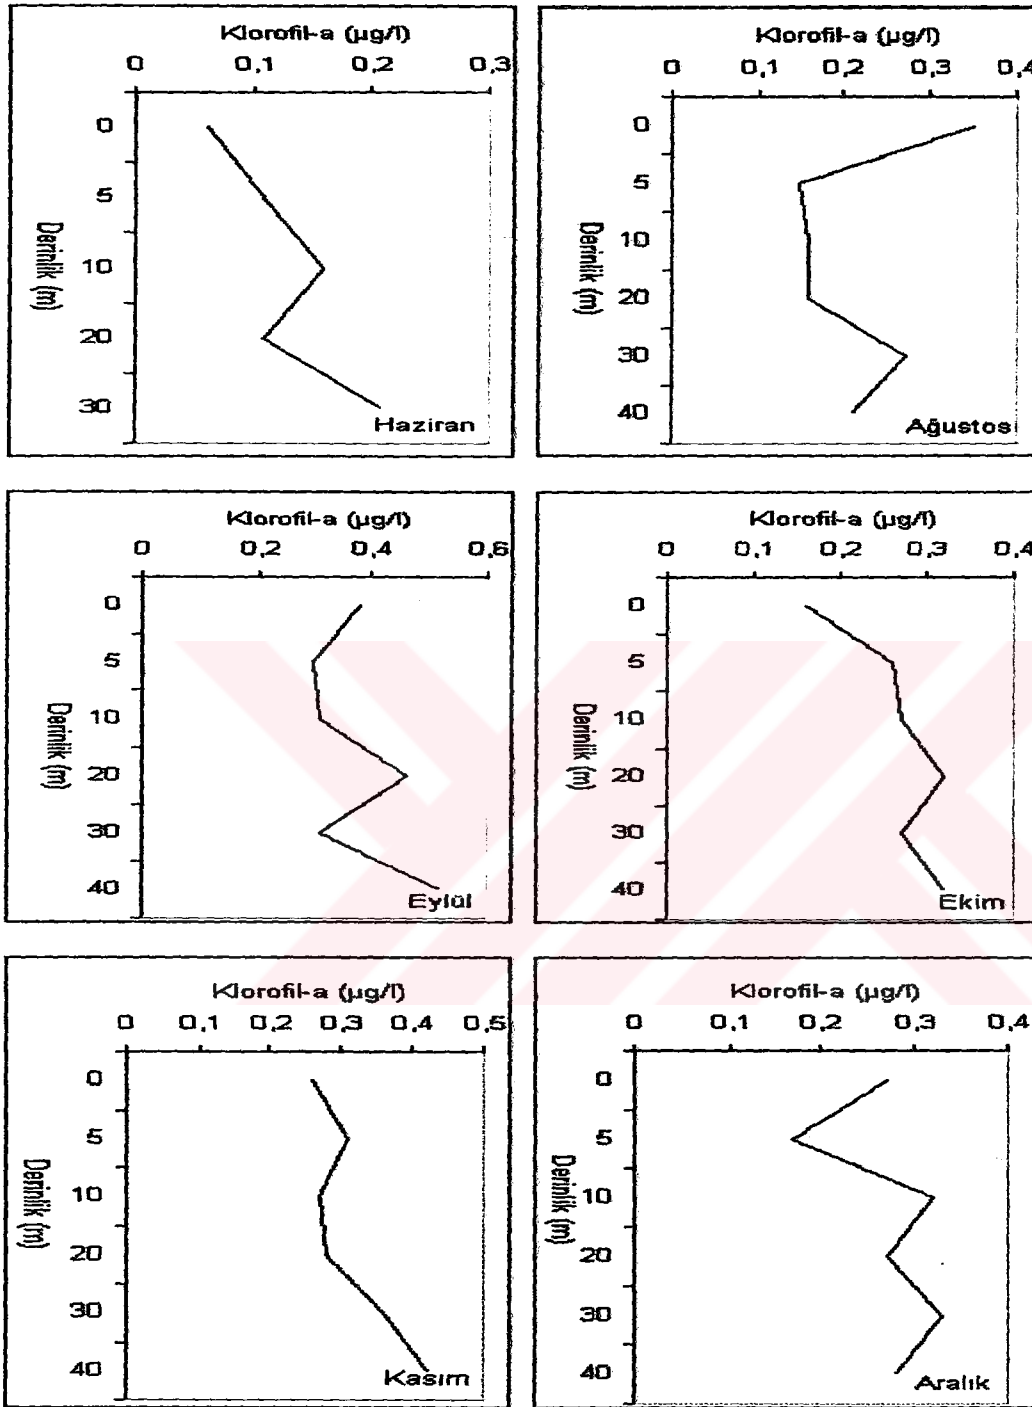 Klorofil-a (µg/l)
0 0,1 0,2 0,3
0
5
10
20
30
Derinlik (m)
Haziran
Klorofil-a (µg/l)
0 0,1 0,2 0,3 0,4
0
5
10
20
30
40
Derinlik (m)
Ağustos
Klorofil-a (µg/l)
0 0,2 0,4 0,6
0
5
10
20
30
40
Derinlik (m)
Eylül
Klorofil-a (µg/l)
0 0,1 0,2 0,3 0,4
0
5
10
20
30
40
Derinlik (m)
Ekim
Klorofil-a (µg/l)
0 0,1 0,2 0,3 0,4 0,5
0
5
10
20
30
40
Derinlik (m)
Kasım
Klorofil-a (µg/l)
0 0,1 0,2 0,3 0,4
0
5
10
20
30
40
Derinlik (m)
Aralık